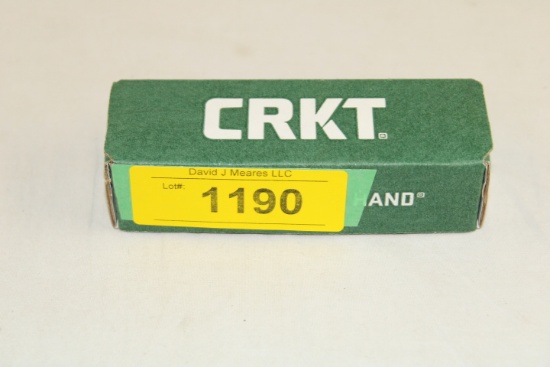 CRKT®
David J Meares LLC
Lot#:
1190
HAND®